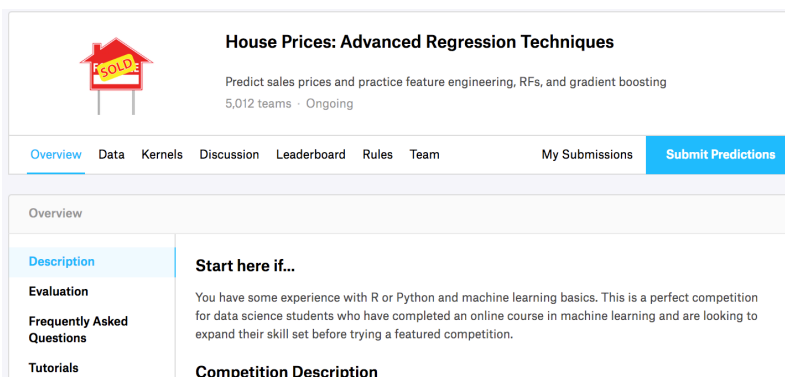 House Prices: Advanced Regression Techniques
SOLD
Predict sales prices and practice feature engineering, RFs, and gradient boosting
5,012 teams · Ongoing
Overview Data Kernels Discussion Leaderboard Rules Team My Submissions Submit Predictions
Overview
Description
Evaluation
Frequently Asked
Questions
Tutorials
Start here if...
You have some experience with R or Python and machine learning basics. This is a perfect competition
for data science students who have completed an online course in machine learning and are looking to
expand their skill set before trying a featured competition.
Competition Description